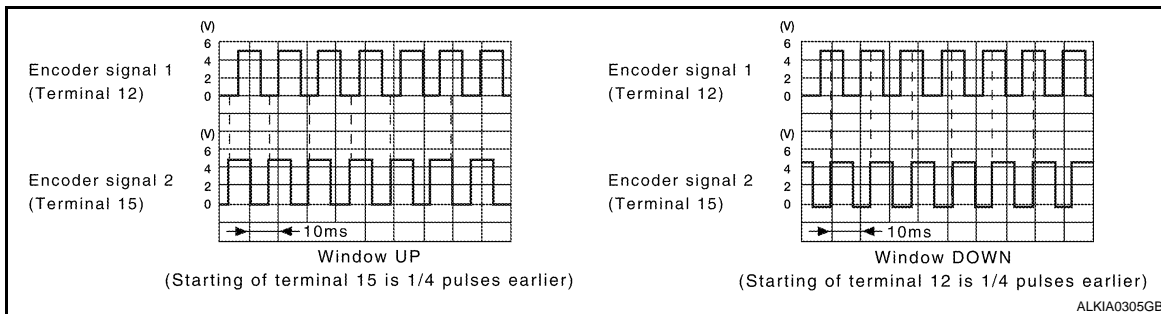 (V)
6
4
2
0
Encoder signal 1
(Terminal 12)
(V)
6
4
2
0
Encoder signal 2
(Terminal 15)
10ms
Window UP
(Starting of terminal 15 is 1/4 pulses earlier)
(V)
6
4
2
0
Encoder signal 1
(Terminal 12)
(V)
6
4
2
0
Encoder signal 2
(Terminal 15)
10ms
Window DOWN
(Starting of terminal 12 is 1/4 pulses earlier)
ALKIA0305GB